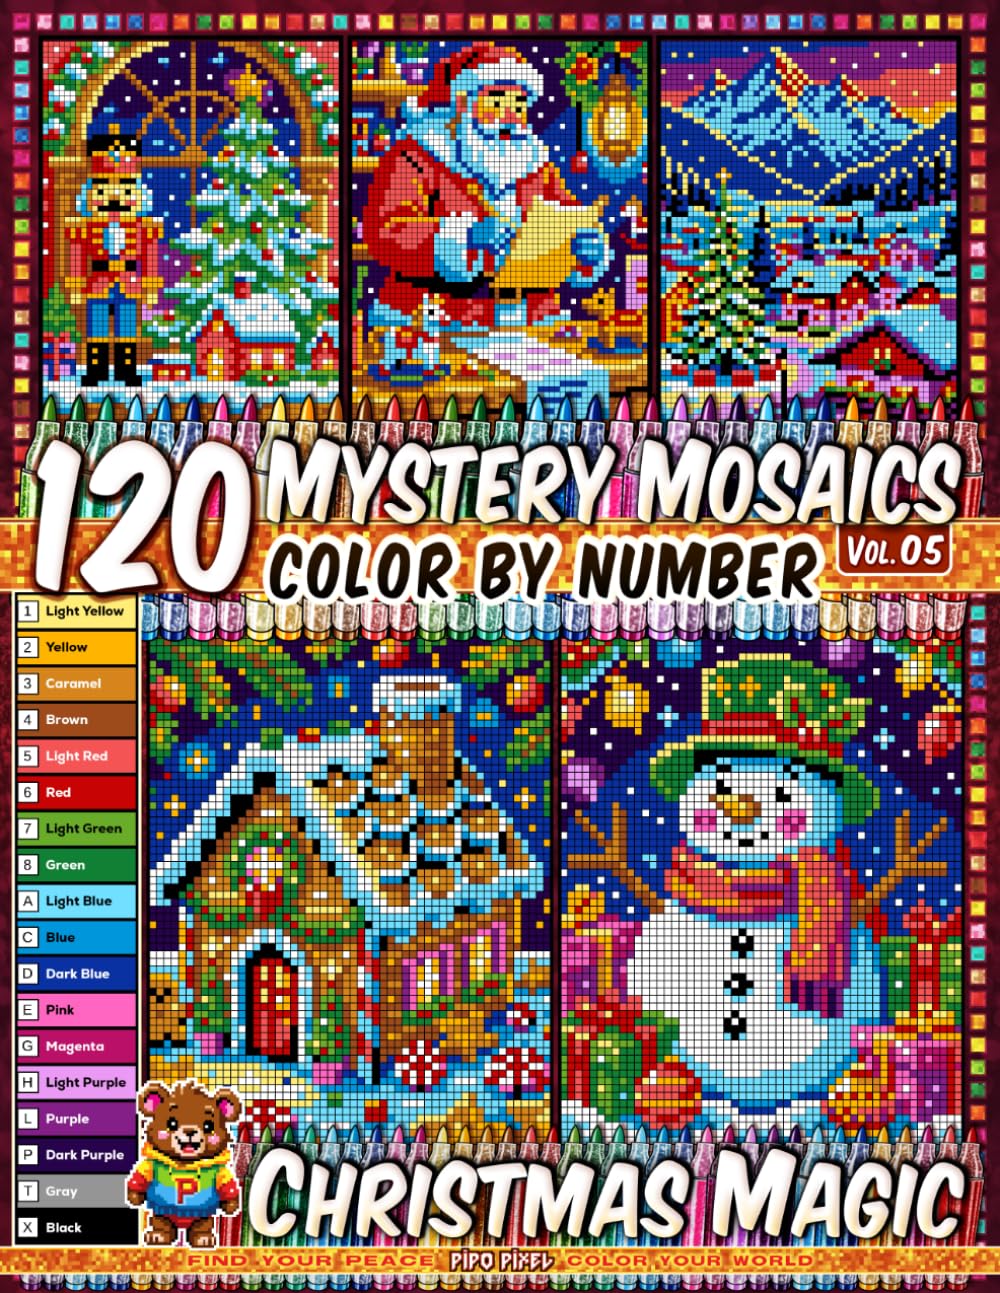 120
MYSTERY MOSAICS
COLOR BY NUMBER
VOL. 05
1 Light Yellow
2 Yellow
3 Caramel
4 Brown
5 Light Red
6 Red
7 Light Green
8 Green
A Light Blue
C Blue
D Dark Blue
E Pink
G Magenta
H Light Purple
L Purple
P Dark Purple
T Gray
X Black
P
CHRISTMAS MAGIC
FIND YOUR PEACE PIPO PIXEL COLOR YOUR WORLD